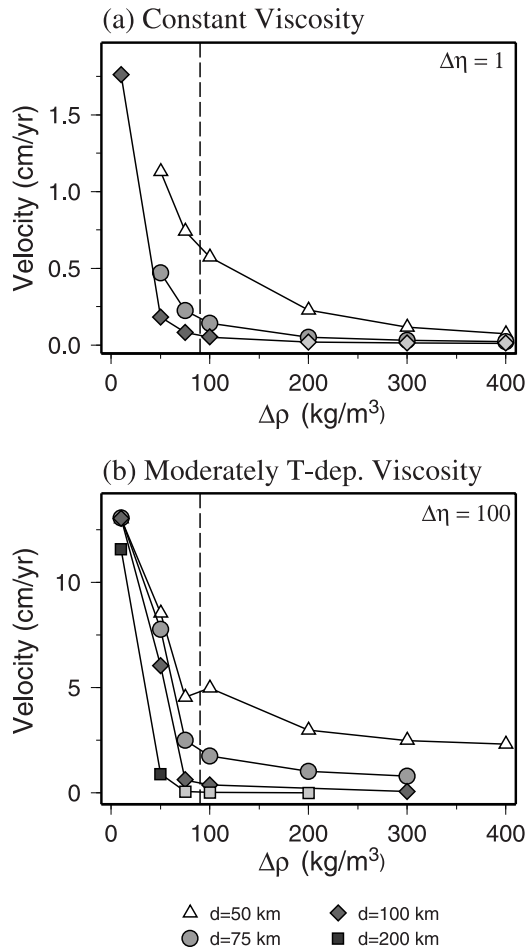 (a) Constant Viscosity
Δη = 1
Velocity (cm/yr)
1.5
1.0
0.5
0.0
0 100 200 300 400
Δρ (kg/m³)
(b) Moderately T-dep. Viscosity
Δη = 100
Velocity (cm/yr)
10
5
0
0 100 200 300 400
Δρ (kg/m³)
d=50 km d=100 km
d=75 km d=200 km